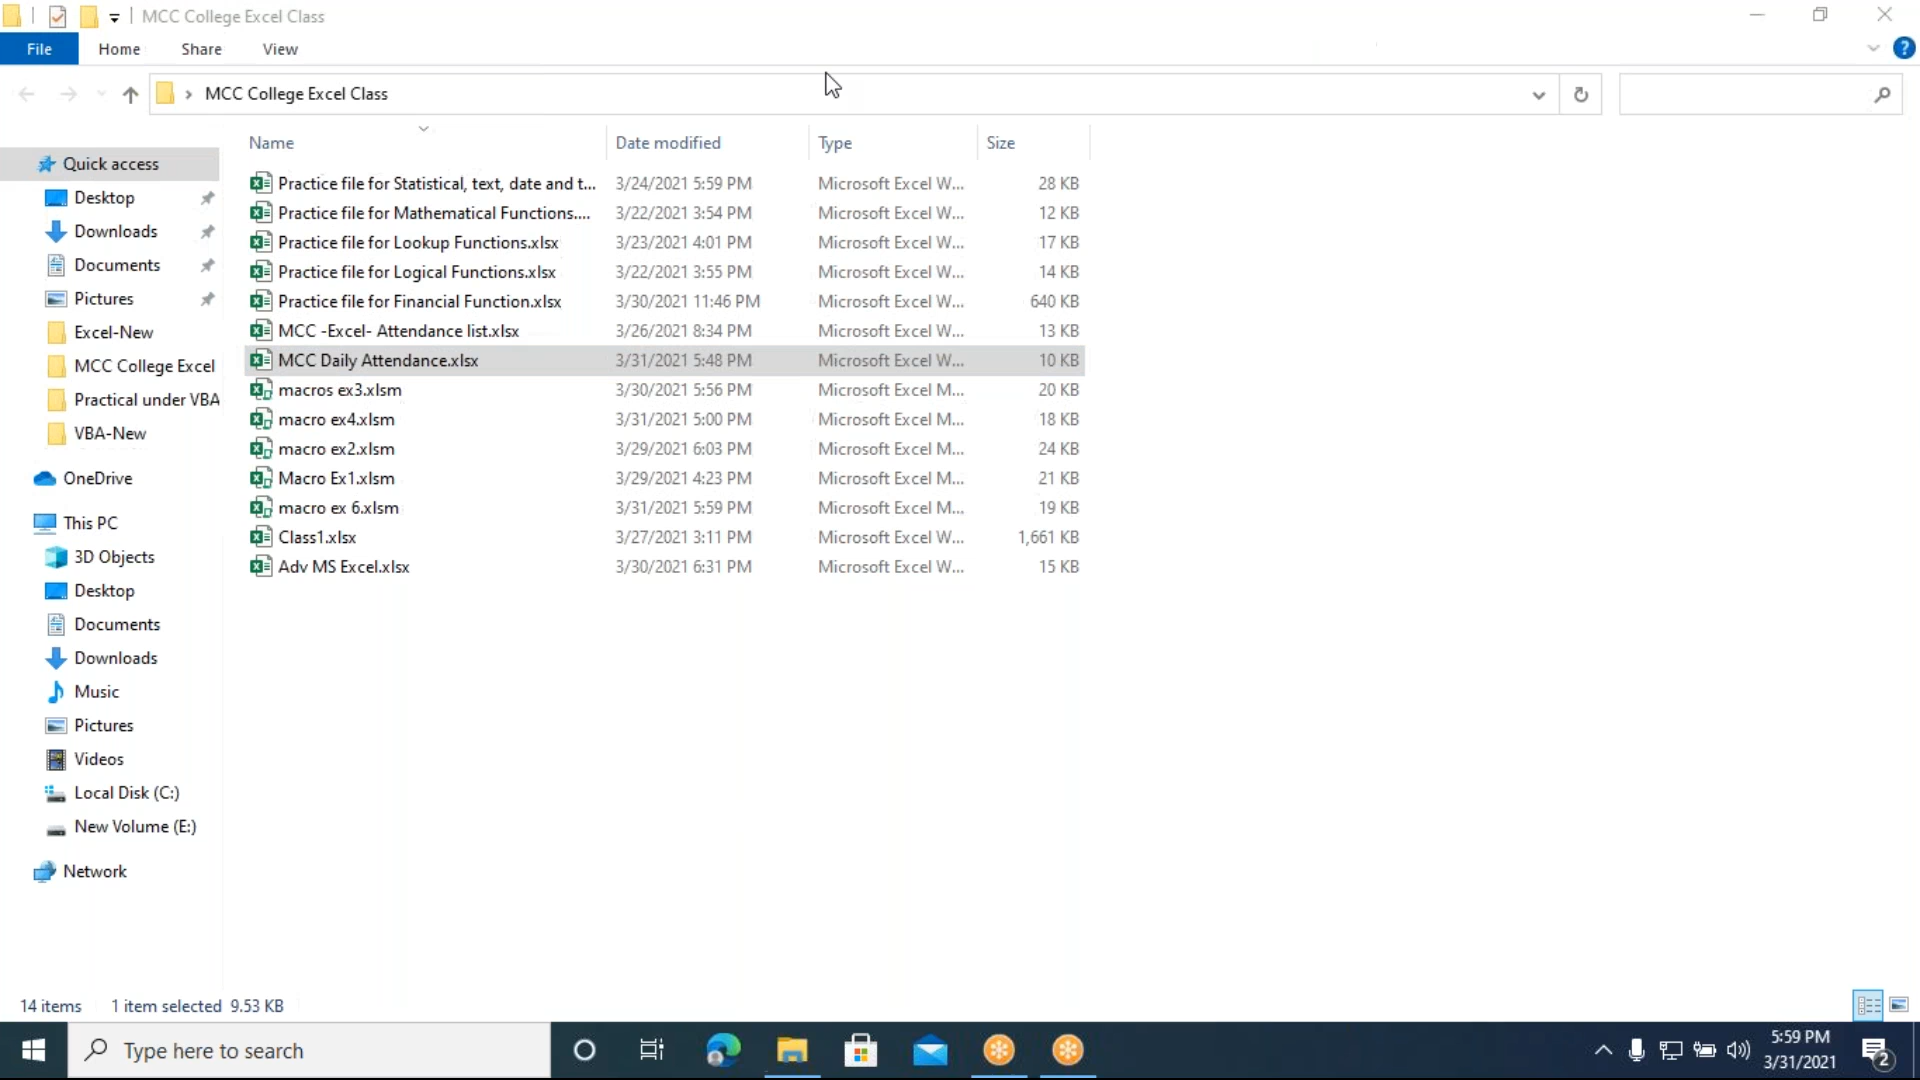 MCC College Excel Class
File Home Share View
MCC College Excel Class
Name Date modified Type Size
Quick access
Desktop
Downloads
Documents
Pictures
Excel-New
MCC College Excel
Practical under VBA
VBA-New
OneDrive
This PC
3D Objects
Desktop
Documents
Downloads
Music
Pictures
Videos
Local Disk (C:)
New Volume (E:)
Network
Practice file for Statistical, text, date and t... 3/24/2021 5:59 PM Microsoft Excel W... 28 KB
Practice file for Mathematical Functions.... 3/22/2021 3:54 PM Microsoft Excel W... 12 KB
Practice file for Lookup Functions.xlsx 3/23/2021 4:01 PM Microsoft Excel W... 17 KB
Practice file for Logical Functions.xlsx 3/22/2021 3:55 PM Microsoft Excel W... 14 KB
Practice file for Financial Function.xlsx 3/30/2021 11:46 PM Microsoft Excel W... 640 KB
MCC -Excel- Attendance list.xlsx 3/26/2021 8:34 PM Microsoft Excel W... 13 KB
MCC Daily Attendance.xlsx 3/31/2021 5:48 PM Microsoft Excel W... 10 KB
macros ex3.xlsm 3/30/2021 5:56 PM Microsoft Excel M... 20 KB
macro ex4.xlsm 3/31/2021 5:00 PM Microsoft Excel M... 18 KB
macro ex2.xlsm 3/29/2021 6:03 PM Microsoft Excel M... 24 KB
Macro Ex1.xlsm 3/29/2021 4:23 PM Microsoft Excel M... 21 KB
macro ex 6.xlsm 3/31/2021 5:59 PM Microsoft Excel M... 19 KB
Class1.xlsx 3/27/2021 3:11 PM Microsoft Excel W... 1,661 KB
Adv MS Excel.xlsx 3/30/2021 6:31 PM Microsoft Excel W... 15 KB
14 items 1 item selected 9.53 KB
Type here to search
5:59 PM
3/31/2021
2